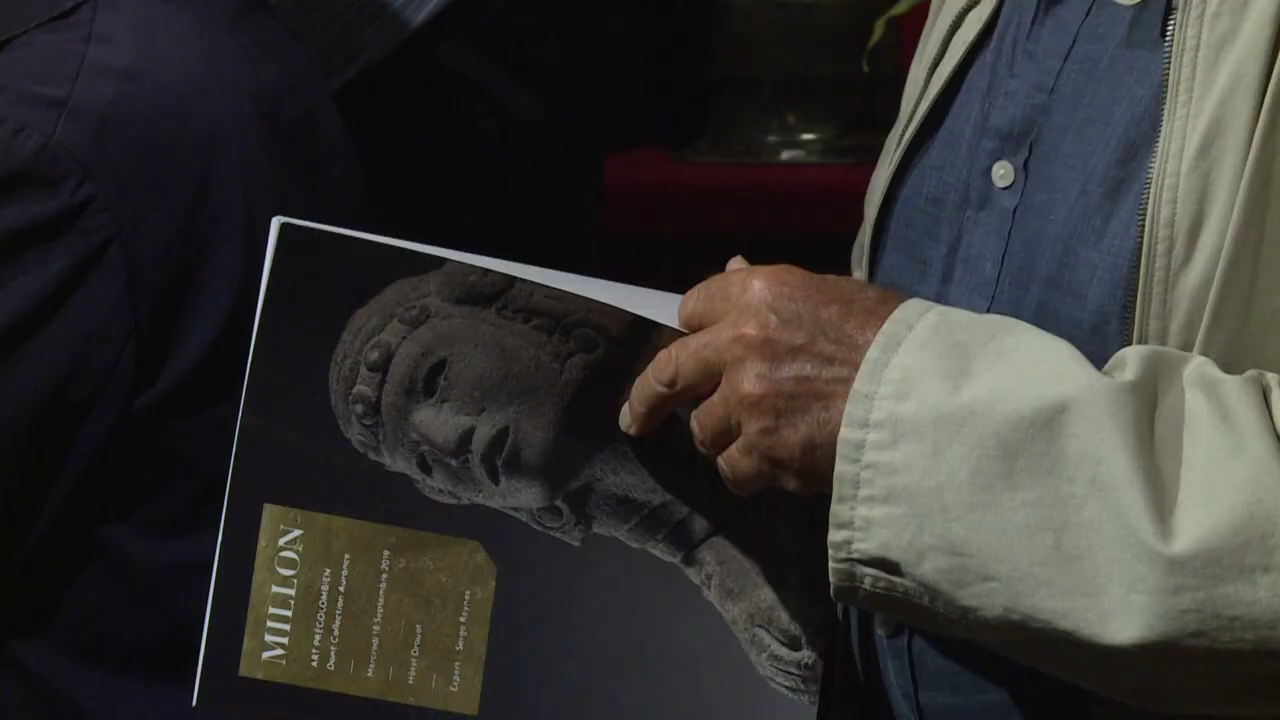 MILLON
ART PRÉCOLOMBIEN
Dont Collection Aurance
Mercredi 18 Septembre 2019
Hôtel Drouot
Expert : Serge Reynes